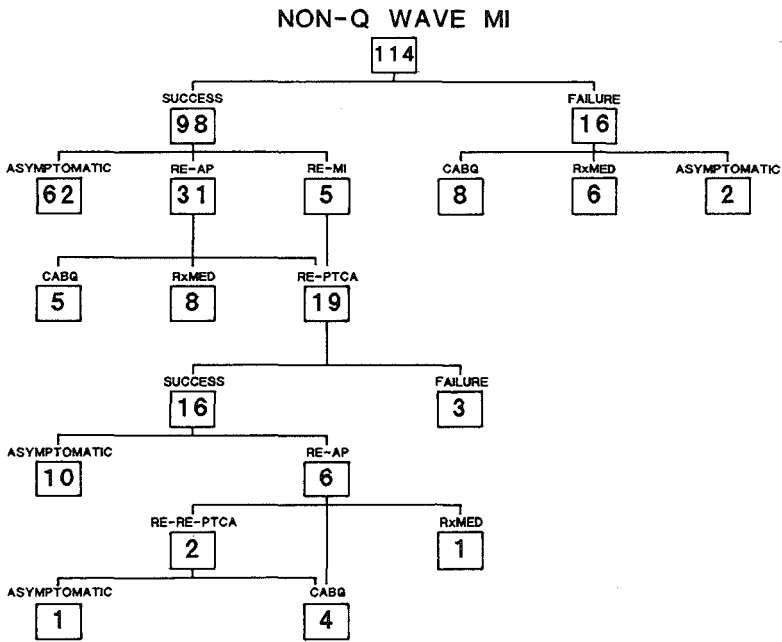 NON-Q WAVE MI
114
SUCCESS FAILURE
98 16
ASYMPTOMATIC RE-AP RE-MI CABG RxMED ASYMPTOMATIC
62 31 5 8 6 2
CABG RxMED RE-PTCA
5 8 19
SUCCESS FAILURE
16 3
ASYMPTOMATIC RE-AP
10 6
RE-RE-PTCA RxMED
2 1
ASYMPTOMATIC CABG
1 4